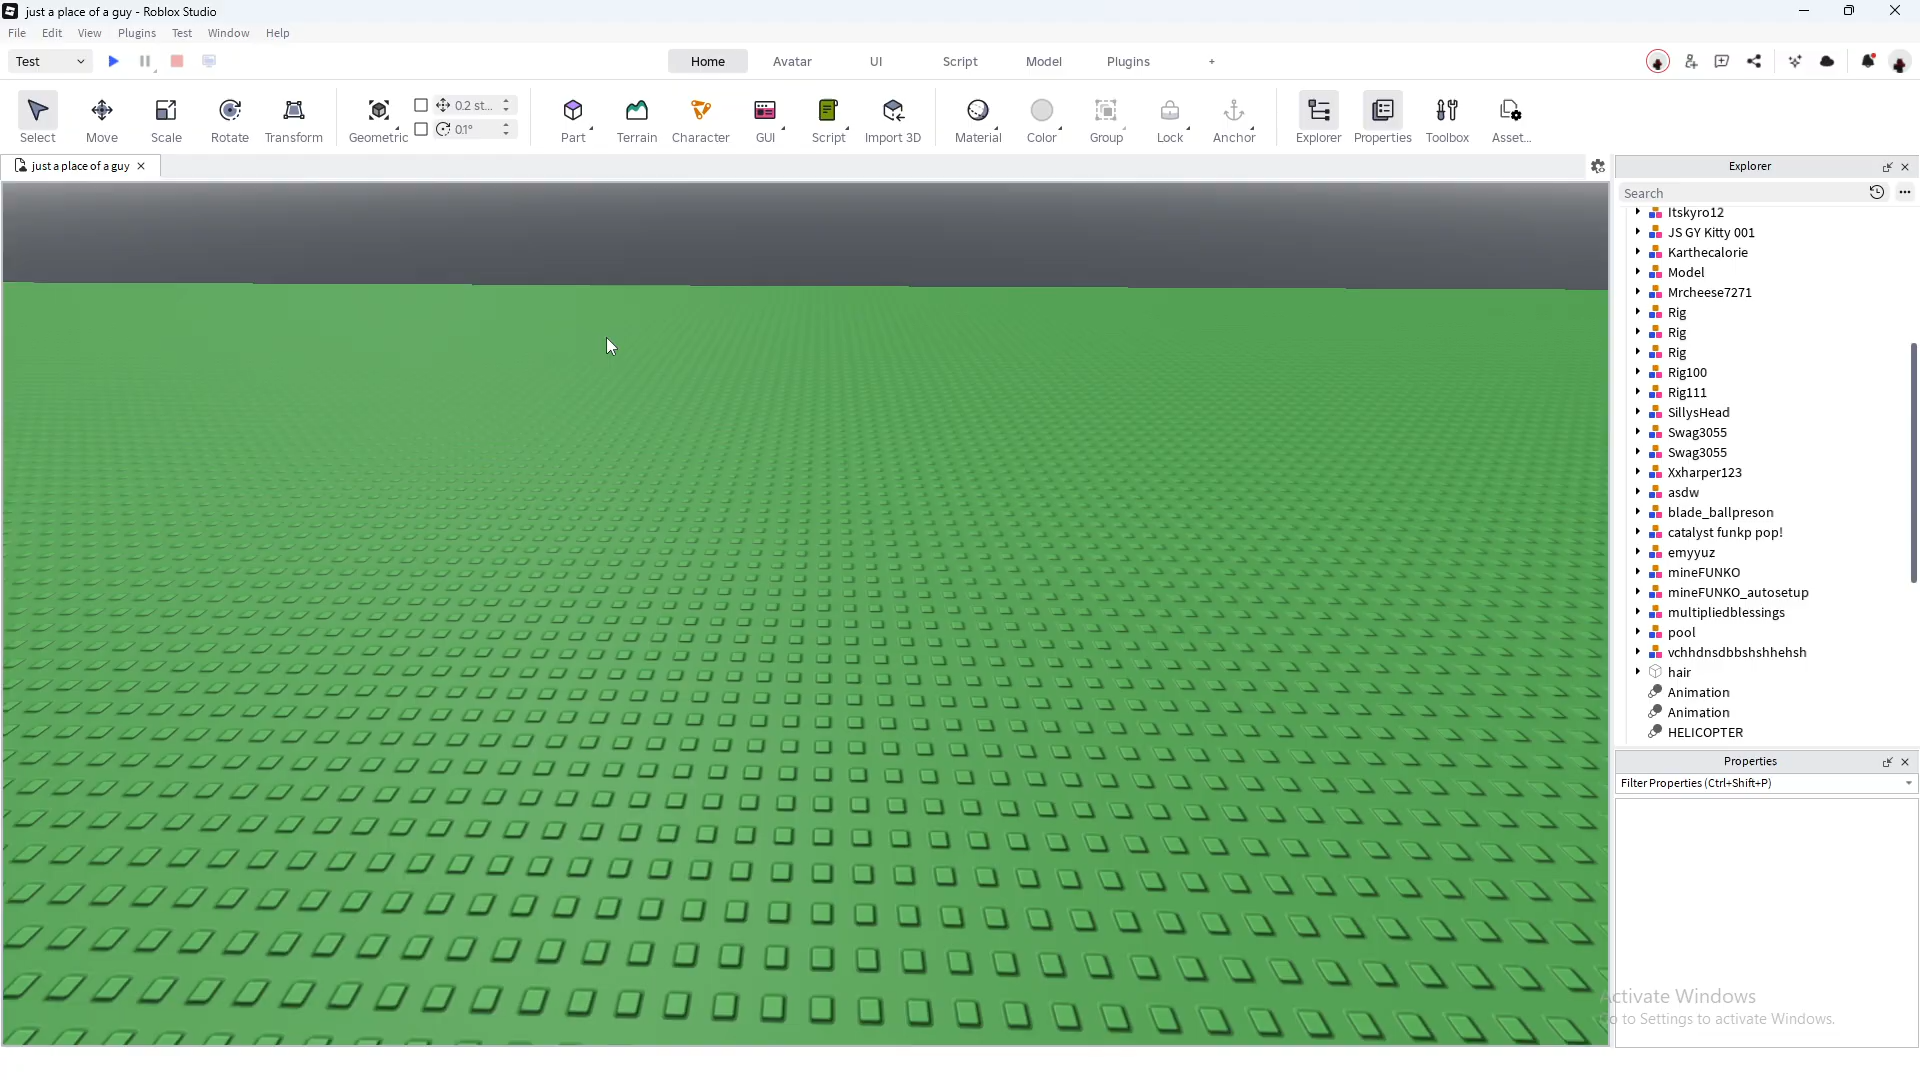 just a place of a guy - Roblox Studio
File Edit View Plugins Test Window Help
Test
Home Avatar UI Script Model Plugins +
Select Move Scale Rotate Transform Geometric 0.2 st... 0.1° Part Terrain Character GUI Script Import 3D Material Color Group Lock Anchor Explorer Properties Toolbox Asset...
just a place of a guy
Explorer
Search
Itskyro12
JS GY Kitty 001
Karthecalorie
Model
Mrcheese7271
Rig
Rig
Rig
Rig100
Rig111
SillysHead
Swag3055
Swag3055
Xxharper123
asdw
blade_ballpreson
catalyst funkp pop!
emyyuz
mineFUNKO
mineFUNKO_autosetup
multipliedblessings
pool
vchhdnsdbbshshhehsh
hair
Animation
Animation
HELICOPTER
Properties
Filter Properties (Ctrl+Shift+P)
Activate Windows
Go to Settings to activate Windows.